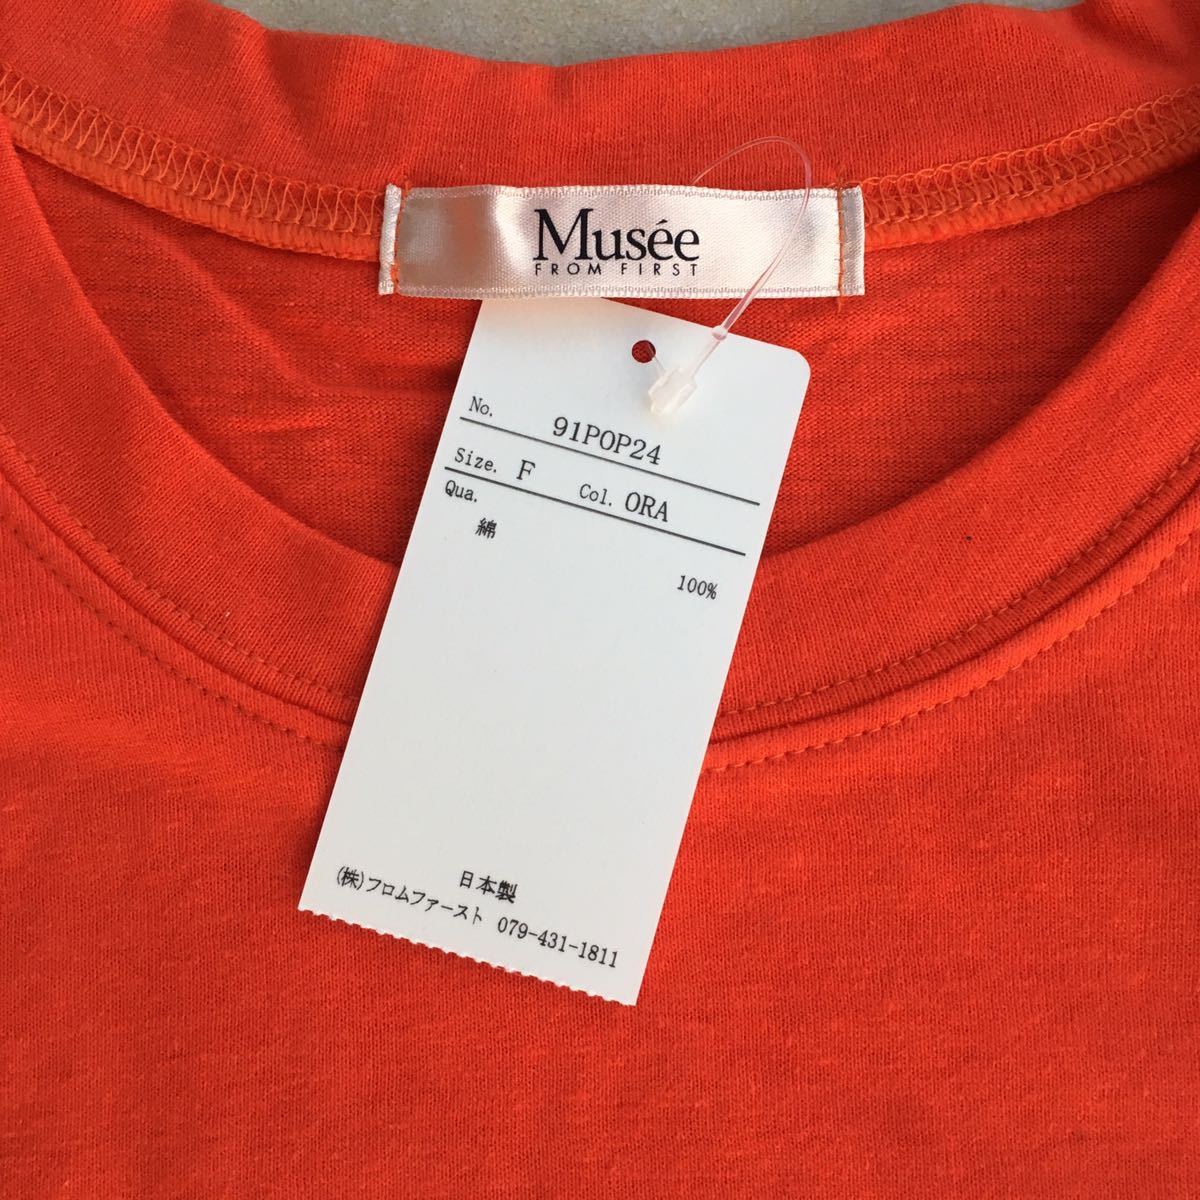 Musée
FROM FIRST
No. 91POP24
Size. F Col. ORA
Qua.
綿
100%
日本製
(株)フロムファースト 079-431-1811